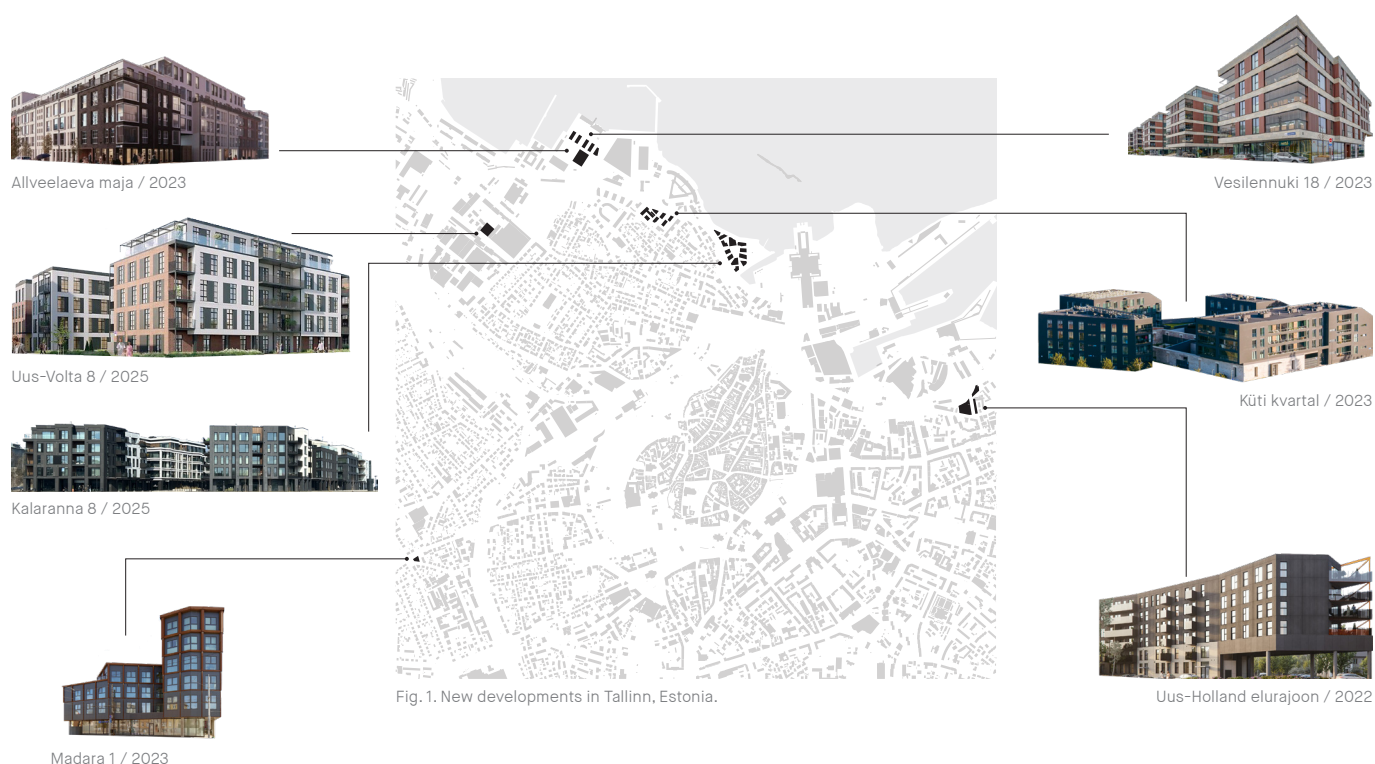 Allveelaeva maja / 2023
Vesilennuki 18 / 2023
Uus-Volta 8 / 2025
Küti kvartal / 2023
Kalaranna 8 / 2025
Fig. 1. New developments in Tallinn, Estonia.
Uus-Holland elurajoon / 2022
Madara 1 / 2023